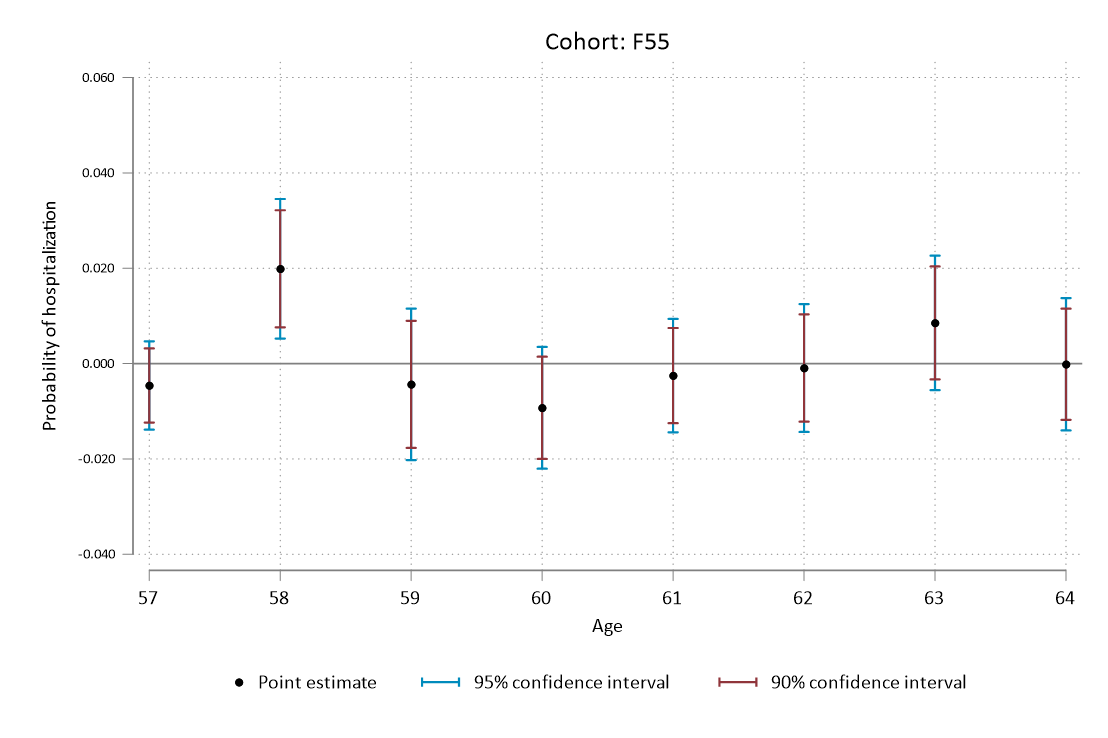 Cohort: F55
0.060
0.040
0.020
0.000
-0.020
-0.040
Probability of hospitalization
57 58 59 60 61 62 63 64
Age
Point estimate 95% confidence interval 90% confidence interval